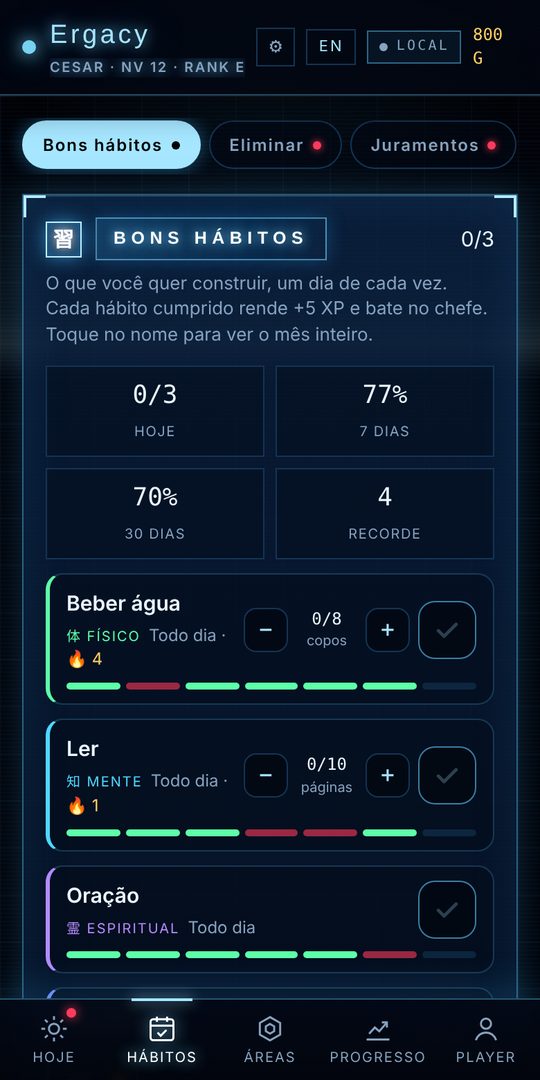 Ergacy
CESAR · NV 12 · RANK E
EN
LOCAL
800
G
Bons hábitos
Eliminar
Juramentos
習
BONS HÁBITOS
0/3
O que você quer construir, um dia de cada vez.
Cada hábito cumprido rende +5 XP e bate no chefe.
Toque no nome para ver o mês inteiro.
0/3
HOJE
77%
7 DIAS
70%
30 DIAS
4
RECORDE
Beber água
体 FÍSICO Todo dia ·
🔥 4
−
0/8
copos
+
Ler
知 MENTE Todo dia ·
🔥 1
−
0/10
páginas
+
Oração
霊 ESPIRITUAL Todo dia
HOJE
HÁBITOS
ÁREAS
PROGRESSO
PLAYER